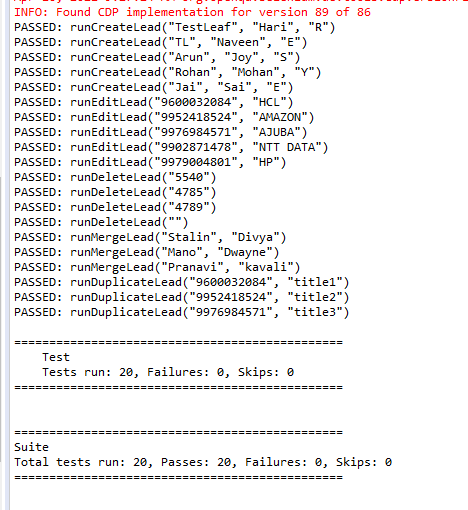 INFO: Found CDP implementation for version 89 of 86
PASSED: runCreateLead("TestLeaf", "Hari", "R")
PASSED: runCreateLead("TL", "Naveen", "E")
PASSED: runCreateLead("Arun", "Joy", "S")
PASSED: runCreateLead("Rohan", "Mohan", "Y")
PASSED: runCreateLead("Jai", "Sai", "E")
PASSED: runEditLead("9600032084", "HCL")
PASSED: runEditLead("9952418524", "AMAZON")
PASSED: runEditLead("9976984571", "AJUBA")
PASSED: runEditLead("9902871478", "NTT DATA")
PASSED: runEditLead("9979004801", "HP")
PASSED: runDeleteLead("5540")
PASSED: runDeleteLead("4785")
PASSED: runDeleteLead("4789")
PASSED: runDeleteLead("")
PASSED: runMergeLead("Stalin", "Divya")
PASSED: runMergeLead("Mano", "Dwayne")
PASSED: runMergeLead("Pranavi", "kavali")
PASSED: runDuplicateLead("9600032084", "title1")
PASSED: runDuplicateLead("9952418524", "title2")
PASSED: runDuplicateLead("9976984571", "title3")
===============================================
Test
Tests run: 20, Failures: 0, Skips: 0
===============================================
===============================================
Suite
Total tests run: 20, Passes: 20, Failures: 0, Skips: 0
===============================================